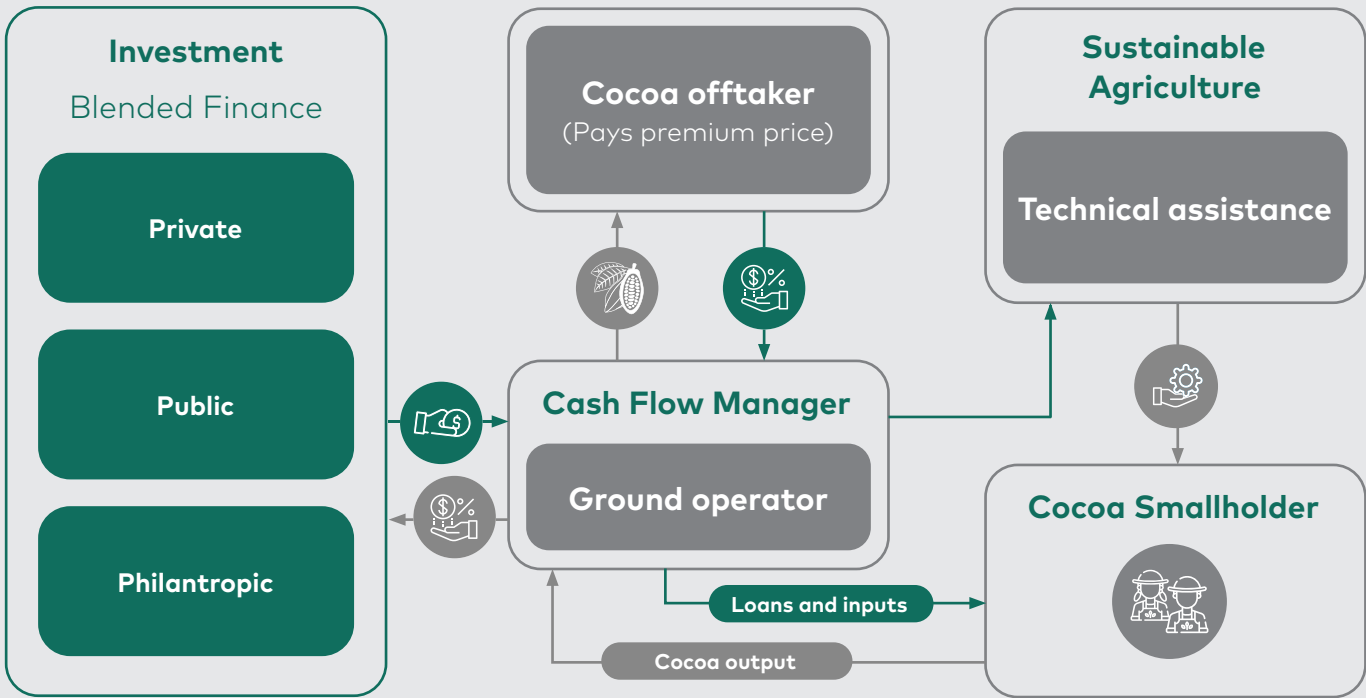 Investment
Blended Finance
Private
Public
Philantropic
Cocoa offtaker
(Pays premium price)
$%
Cash Flow Manager
Ground operator
$
$%
Sustainable
Agriculture
Technical assistance
Cocoa Smallholder
Loans and inputs
Cocoa output